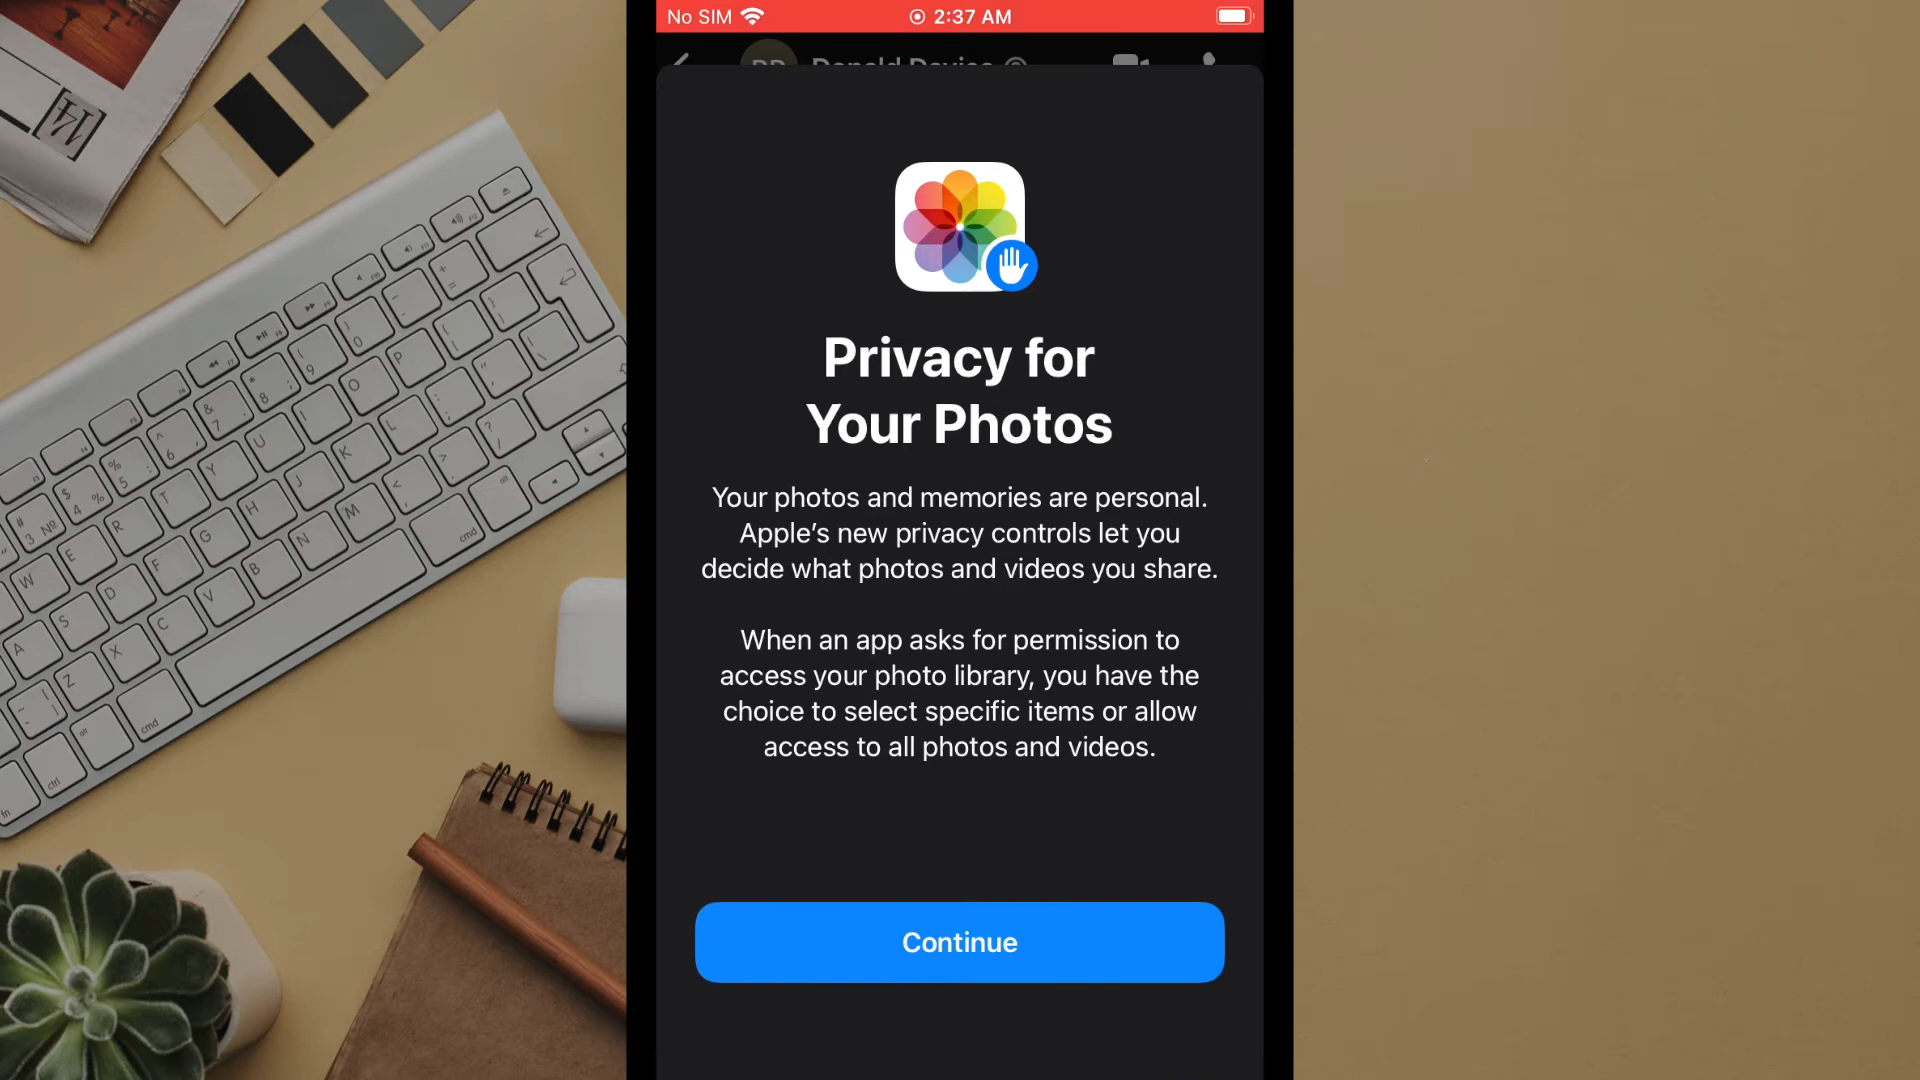 No SIM 2:37 AM
Privacy for
Your Photos
Your photos and memories are personal.
Apple’s new privacy controls let you
decide what photos and videos you share.
When an app asks for permission to
access your photo library, you have the
choice to select specific items or allow
access to all photos and videos.
Continue
14